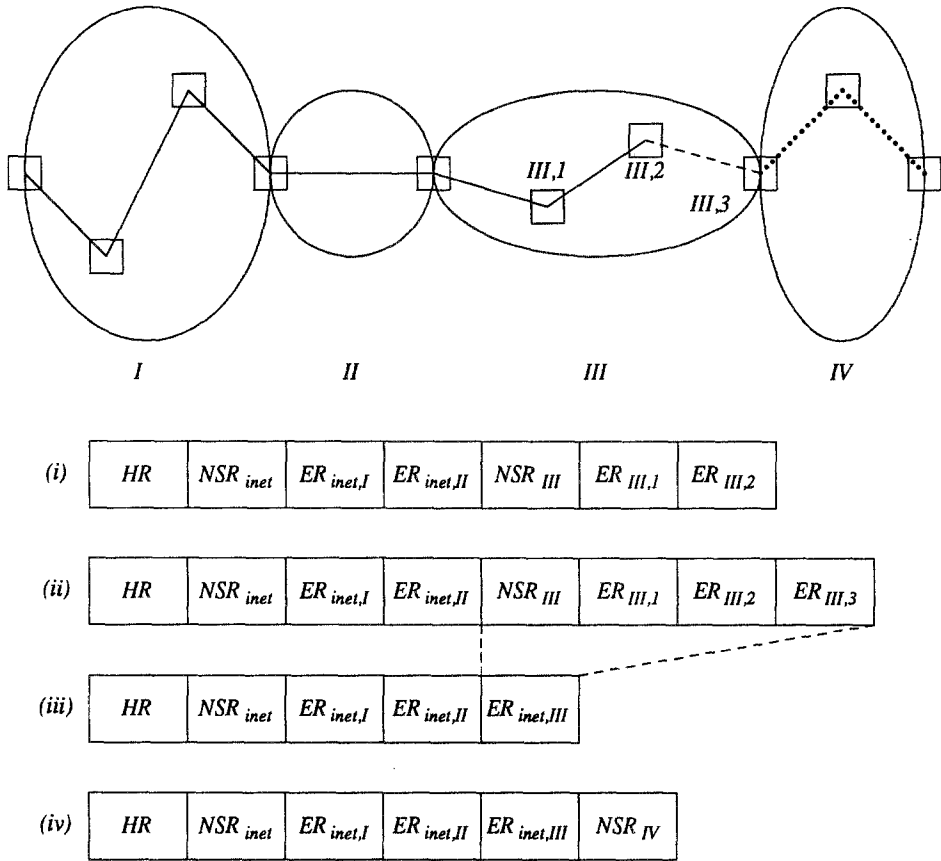 III,1 III,2
III,3
I II III IV
(i) HR NSR inet ER inet,I ER inet,II NSR III ER III,1 ER III,2
(ii) HR NSR inet ER inet,I ER inet,II NSR III ER III,1 ER III,2 ER III,3
(iii) HR NSR inet ER inet,I ER inet,II ER inet,III
(iv) HR NSR inet ER inet,I ER inet,II ER inet,III NSR IV